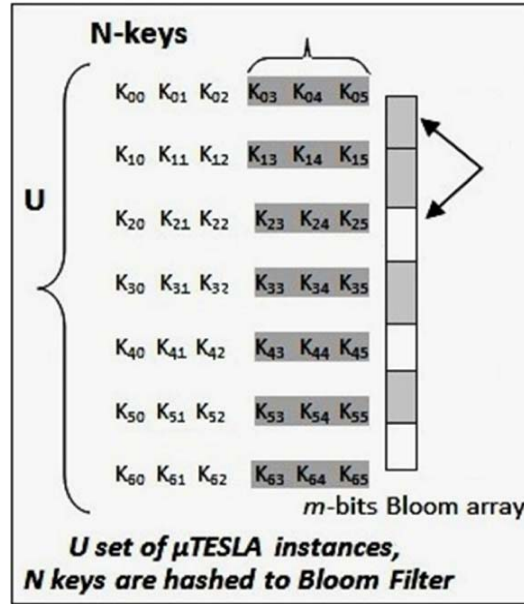 N-keys
K₀₀ K₀₁ K₀₂ K₀₃ K₀₄ K₀₅
K₁₀ K₁₁ K₁₂ K₁₃ K₁₄ K₁₅
U
K₂₀ K₂₁ K₂₂ K₂₃ K₂₄ K₂₅
K₃₀ K₃₁ K₃₂ K₃₃ K₃₄ K₃₅
K₄₀ K₄₁ K₄₂ K₄₃ K₄₄ K₄₅
K₅₀ K₅₁ K₅₂ K₅₃ K₅₄ K₅₅
K₆₀ K₆₁ K₆₂ K₆₃ K₆₄ K₆₅
m-bits Bloom array
U set of μTESLA instances,
N keys are hashed to Bloom Filter